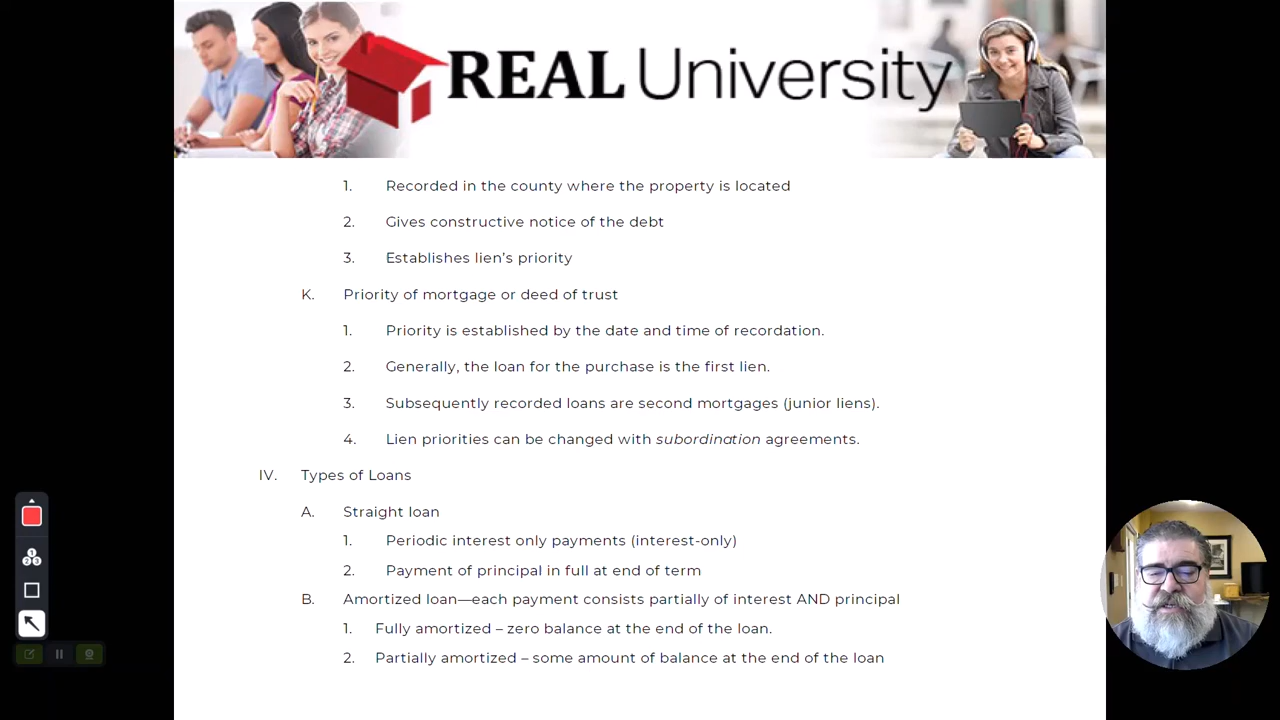 REAL University
1. Recorded in the county where the property is located
2. Gives constructive notice of the debt
3. Establishes lien’s priority
K. Priority of mortgage or deed of trust
1. Priority is established by the date and time of recordation.
2. Generally, the loan for the purchase is the first lien.
3. Subsequently recorded loans are second mortgages (junior liens).
4. Lien priorities can be changed with subordination agreements.
IV. Types of Loans
A. Straight loan
1. Periodic interest only payments (interest-only)
2. Payment of principal in full at end of term
B. Amortized loan—each payment consists partially of interest AND principal
1. Fully amortized – zero balance at the end of the loan.
2. Partially amortized – some amount of balance at the end of the loan